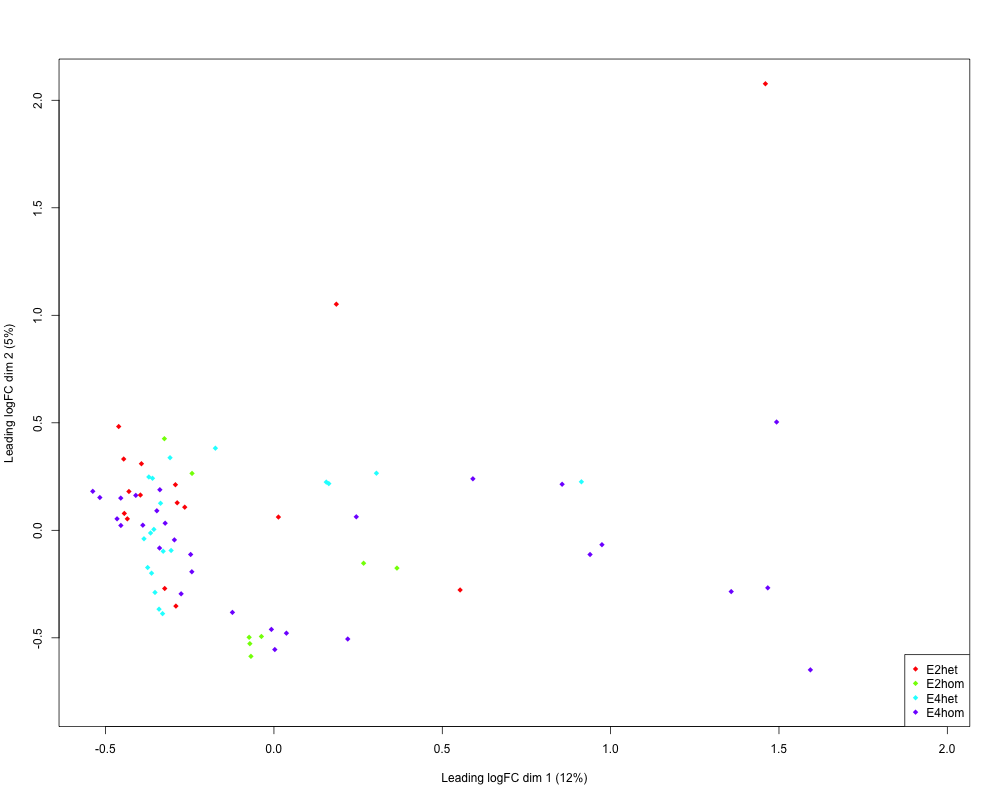 2.0
1.5
1.0
0.5
0.0
-0.5
Leading logFC dim 2 (5%)
E2het
E2hom
E4het
E4hom
-0.5 0.0 0.5 1.0 1.5 2.0
Leading logFC dim 1 (12%)